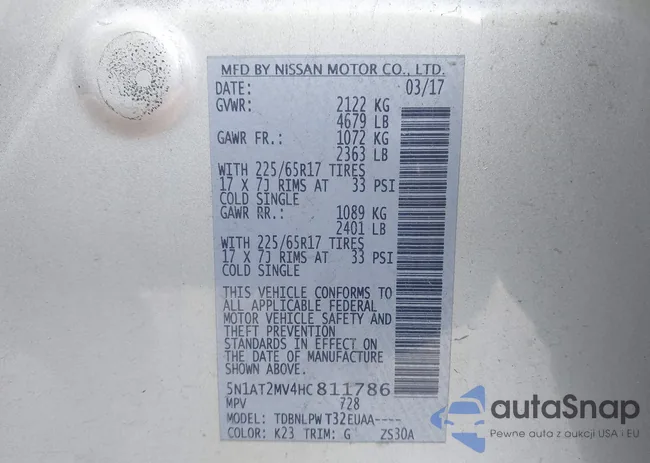 MFD BY NISSAN MOTOR CO., LTD.
DATE: 03/17
GVWR: 2122 KG
4679 LB
GAWR FR.: 1072 KG
2363 LB
WITH 225/65R17 TIRES
17 X 7J RIMS AT 33 PSI
COLD SINGLE
GAWR RR.: 1089 KG
2401 LB
WITH 225/65R17 TIRES
17 X 7J RIMS AT 33 PSI
COLD SINGLE
THIS VEHICLE CONFORMS TO
ALL APPLICABLE FEDERAL
MOTOR VEHICLE SAFETY AND
THEFT PREVENTION
STANDARDS IN EFFECT ON
THE DATE OF MANUFACTURE
SHOWN ABOVE.
5N1AT2MV4HC811786
MPV 728
MODEL: TDBNLPW T32EUAA----
COLOR: K23 TRIM: G ZS30A
autoSnap
Pewne auta z aukcji USA i EU